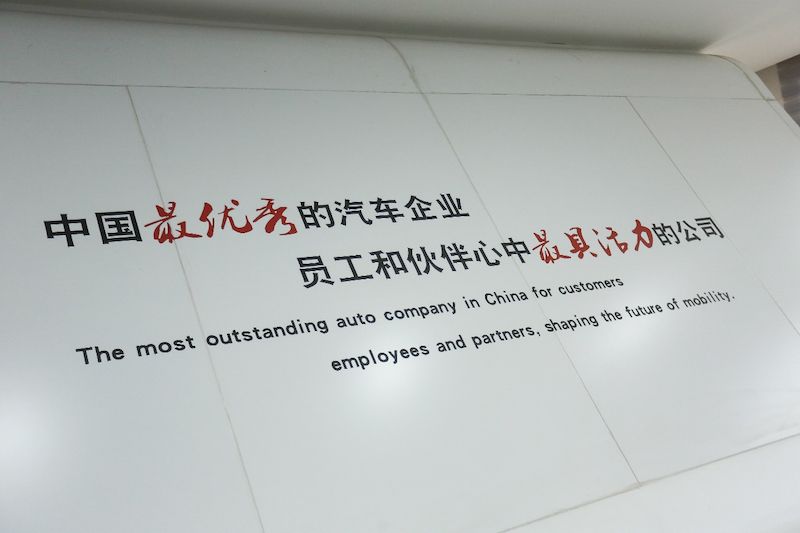 中国最优秀的汽车企业
员工和伙伴心中最具活力的公司
The most outstanding auto company in China for customers
employees and partners, shaping the future of mobility.